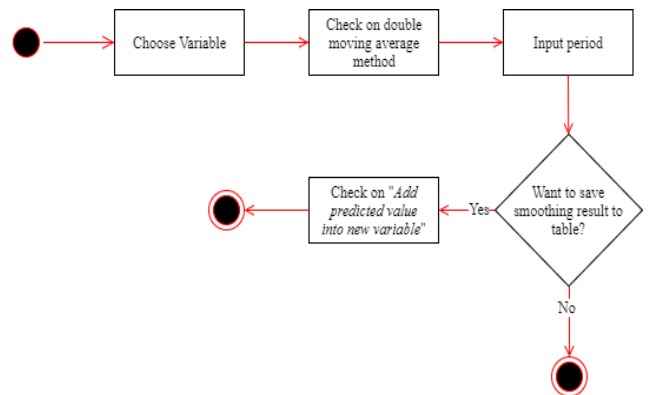 Choose Variable
Check on double
moving average
method
Input period
Want to save
smoothing result to
table?
Yes
Check on "Add
predicted value
into new variable"
No